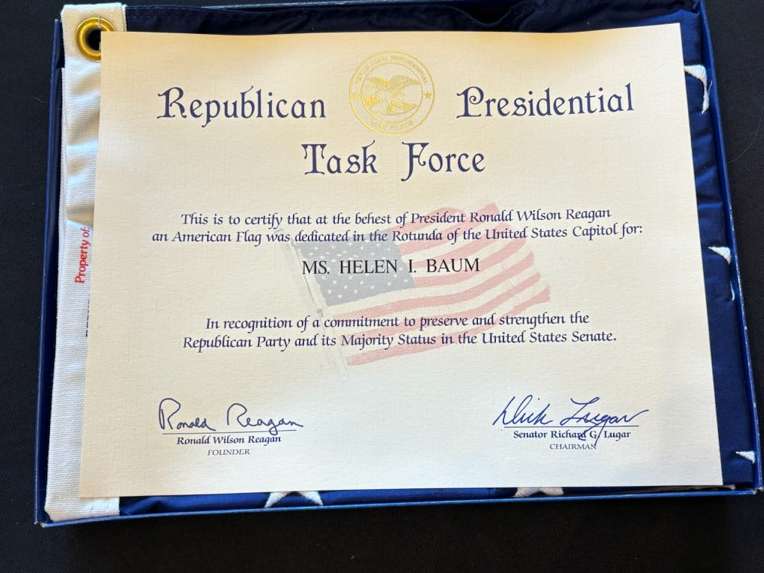 Republican Presidential
Task Force
This is to certify that at the behest of President Ronald Wilson Reagan
an American Flag was dedicated in the Rotunda of the United States Capitol for:
MS. HELEN I. BAUM
In recognition of a commitment to preserve and strengthen the
Republican Party and its Majority Status in the United States Senate.
Ronald Reagan
Ronald Wilson Reagan
FOUNDER
Dick Lugar
Senator Richard G. Lugar
CHAIRMAN
Property of